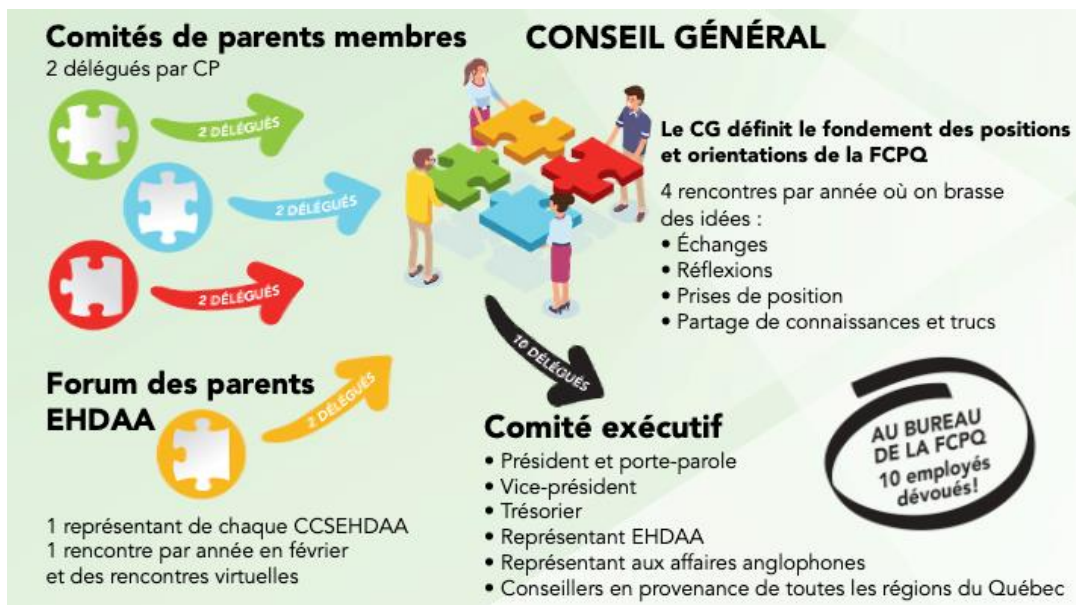 Comités de parents membres
2 délégués par CP
2 DÉLÉGUÉS
2 DÉLÉGUÉS
2 DÉLÉGUÉS
Forum des parents
EHDAA
2 DÉLÉGUÉS
1 représentant de chaque CCSEHDAA
1 rencontre par année en février
et des rencontres virtuelles
CONSEIL GÉNÉRAL
Le CG définit le fondement des positions
et orientations de la FCPQ
4 rencontres par année où on brasse
des idées :
• Échanges
• Réflexions
• Prises de position
• Partage de connaissances et trucs
10 DÉLÉGUÉS
Comité exécutif
• Président et porte-parole
• Vice-président
• Trésorier
• Représentant EHDAA
• Représentant aux affaires anglophones
• Conseillers en provenance de toutes les régions du Québec
AU BUREAU
DE LA FCPQ
10 employés
dévoués!